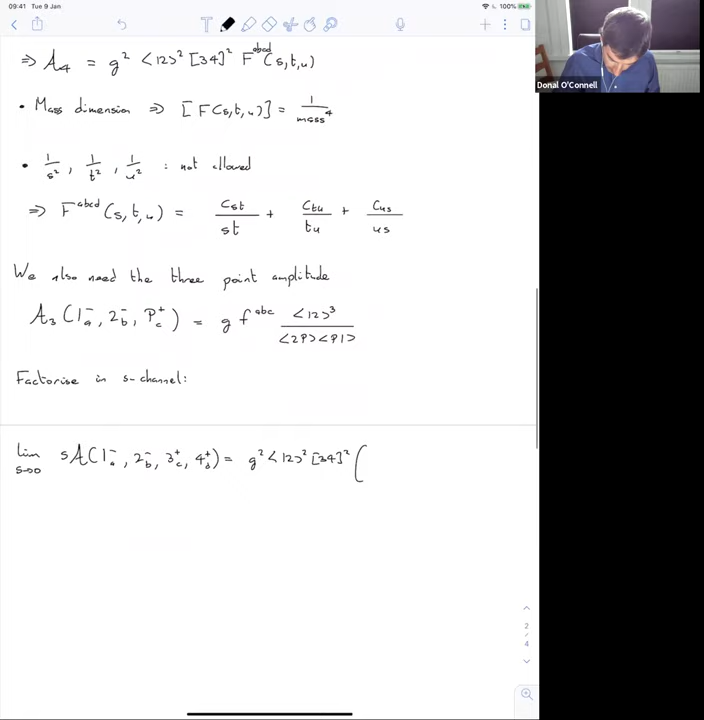 09:41 Tue 9 Jan
100%
Donal O'Connell
⇒ A₄ = g² <12>² [34]² F^abcd (s,t,u)
• Mass dimension ⇒ [F(s,t,u)] = 1/mass⁴
• 1/s², 1/t², 1/u² : not allowed
⇒ F^abcd (s,t,u) = C_st/st + C_tu/tu + C_us/us
We also need the three point amplitude
A₃(1⁻_a, 2⁻_b, P⁺_c) = g f^abc <12>³/<2P><P1>
Factorise in s-channel:
lim s→0 sA(1⁻_a, 2⁻_b, 3⁺_c, 4⁺_d) = g² <12>² [34]² (
2
/
4